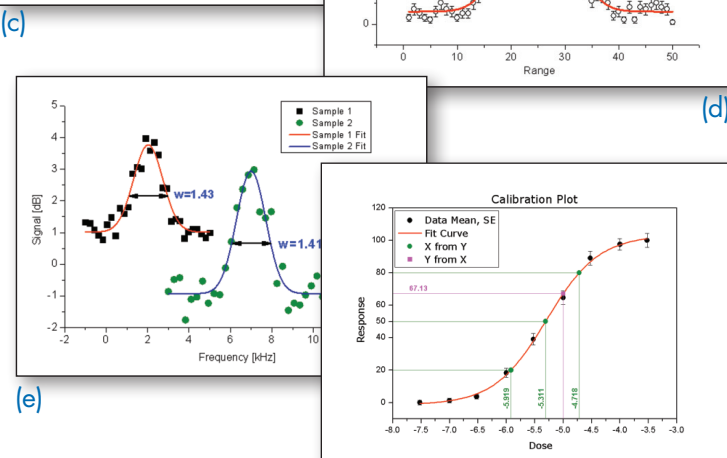 (c)
0
0 10 20 30 40 50
Range
(d)
5
4
3
2
1
0
-1
-2
Signal [dB]
Sample 1
Sample 2
Sample 1 Fit
Sample 2 Fit
w=1.43
w=1.41
-2 0 2 4 6 8 10
Frequency [kHz]
(e)
Calibration Plot
120
100
80
60
50
40
20
0
Response
Data Mean, SE
Fit Curve
X from Y
Y from X
67.13
-5.919
-5.311
-4.718
-8.0 -7.5 -7.0 -6.5 -6.0 -5.5 -5.0 -4.5 -4.0 -3.5 -3.0
Dose